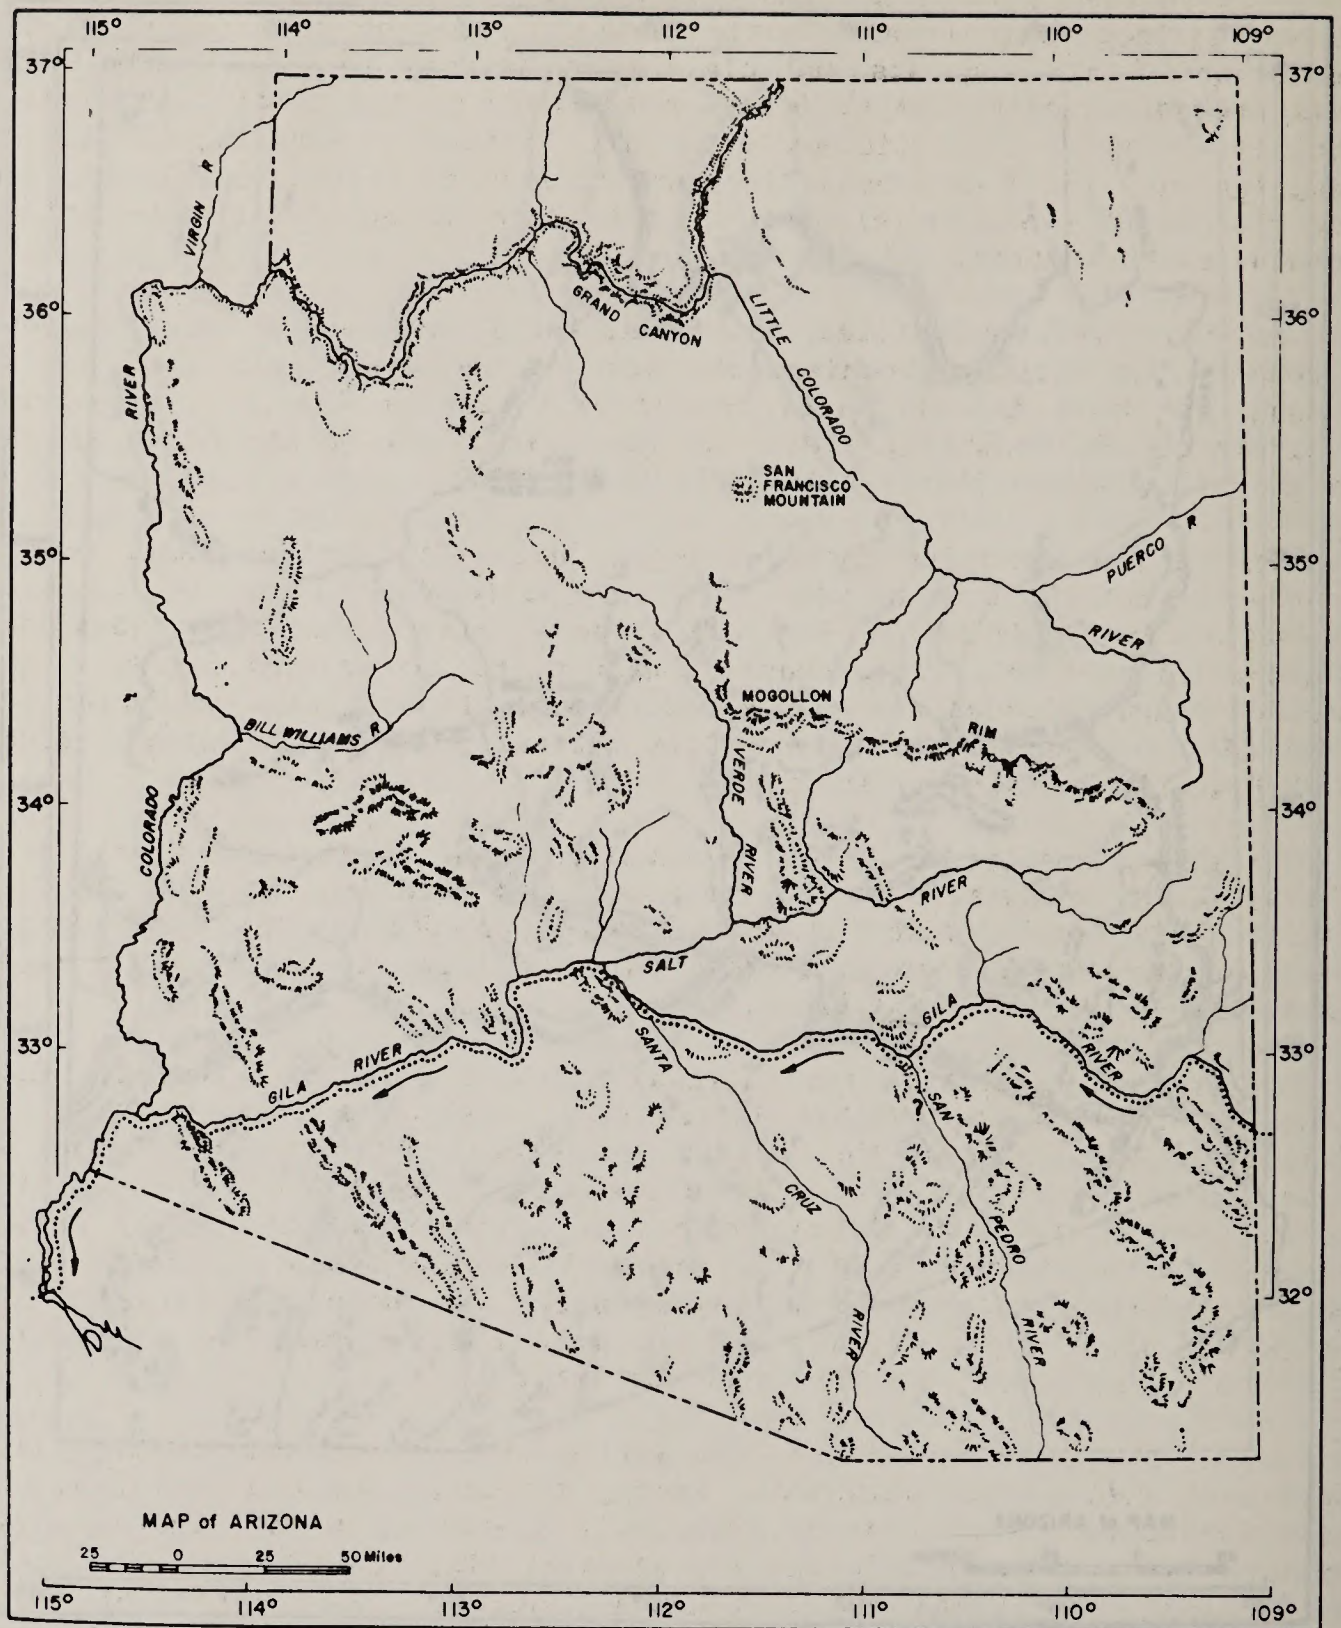 115° 114° 113° 112° 111° 110° 109°
37° 37°
VIRGIN R
36° 36°
GRAND
CANYON
LITTLE COLORADO
RIVER
SAN
FRANCISCO
MOUNTAIN
35° 35°
PUERCO R
RIVER
MOGOLLON
RIM
BILL WILLIAMS R
VERDE
RIVER
34° 34°
COLORADO
RIVER
SALT
GILA
RIVER
33° 33°
SANTA
GILA RIVER
SAN
CRUZ
PEDRO
32°
RIVER
RIVER
MAP of ARIZONA
25 0 25 50 Miles
115° 114° 113° 112° 111° 110° 109°